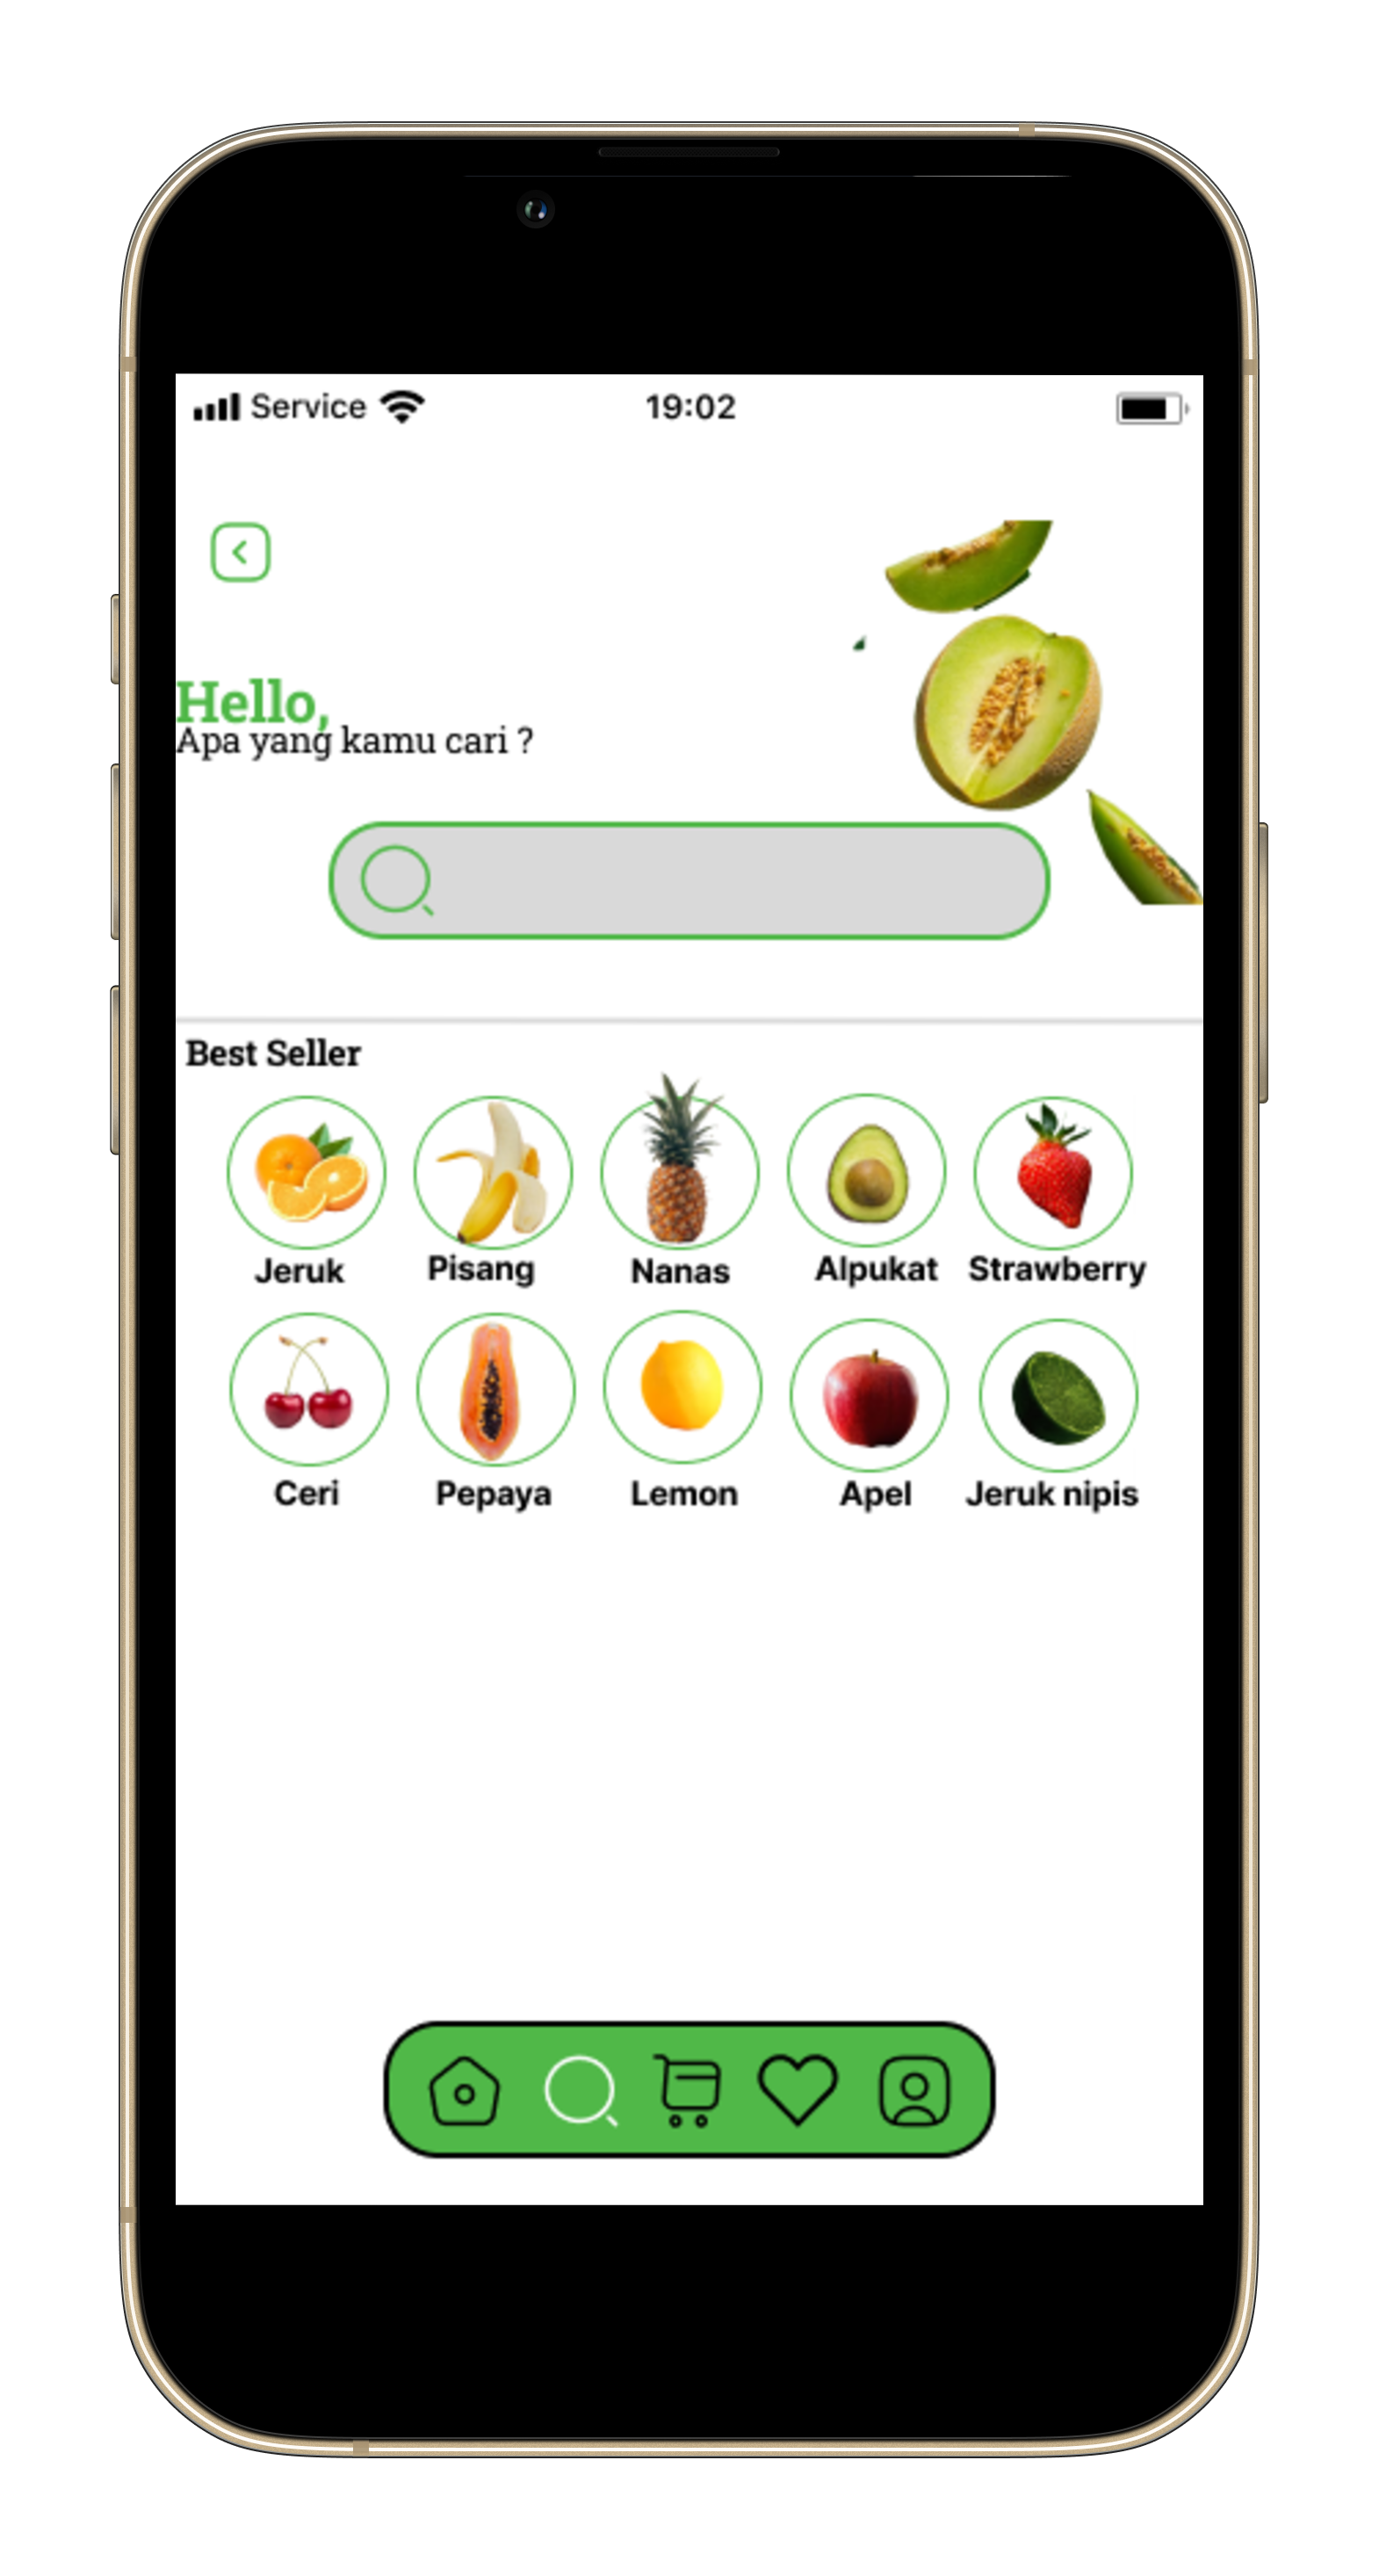 Service 19:02
Hello,
Apa yang kamu cari ?
Best Seller
Jeruk Pisang Nanas Alpukat Strawberry
Ceri Pepaya Lemon Apel Jeruk nipis